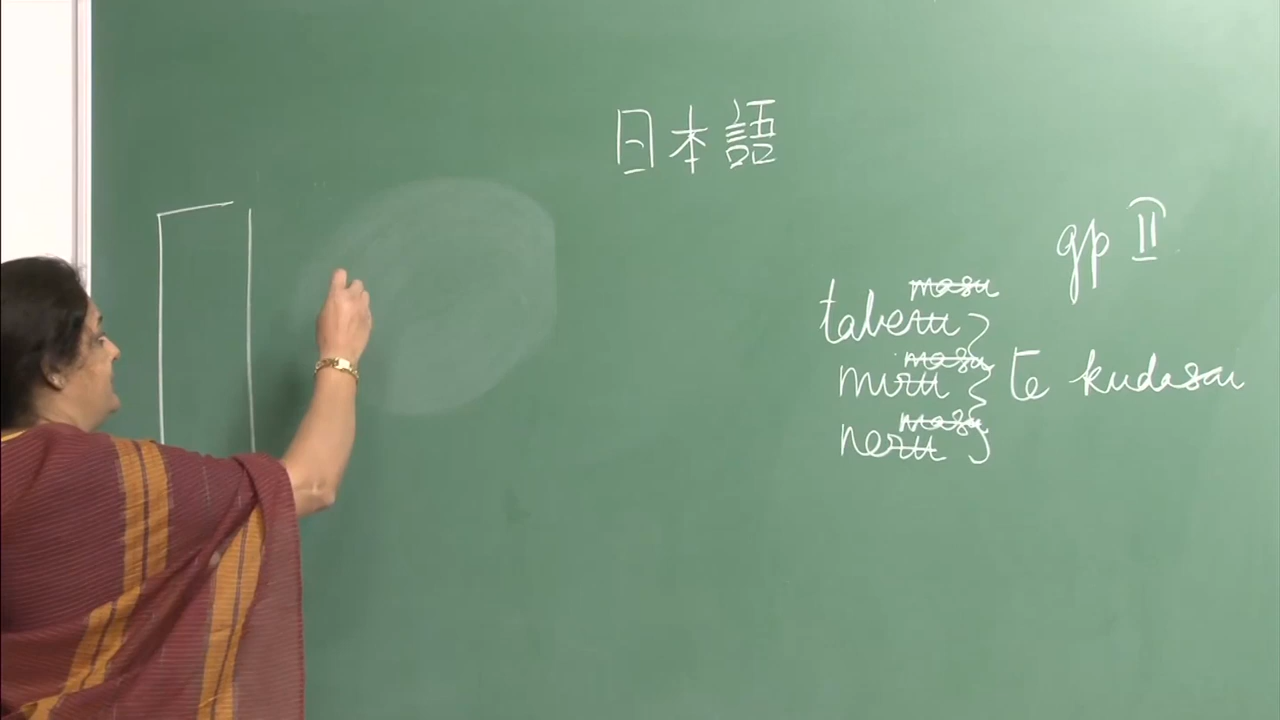 日本語
gp II
masu
taberu
masu
miru } te kudasai
masu
neru